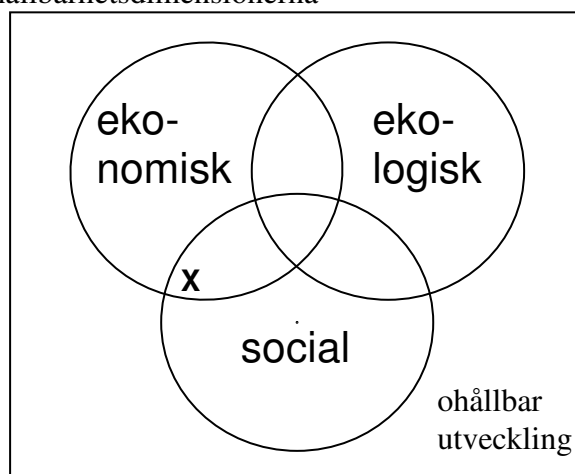 hållbarhetsdimensionerna
eko-
nomisk
eko-
logisk
x
social
ohållbar
utveckling